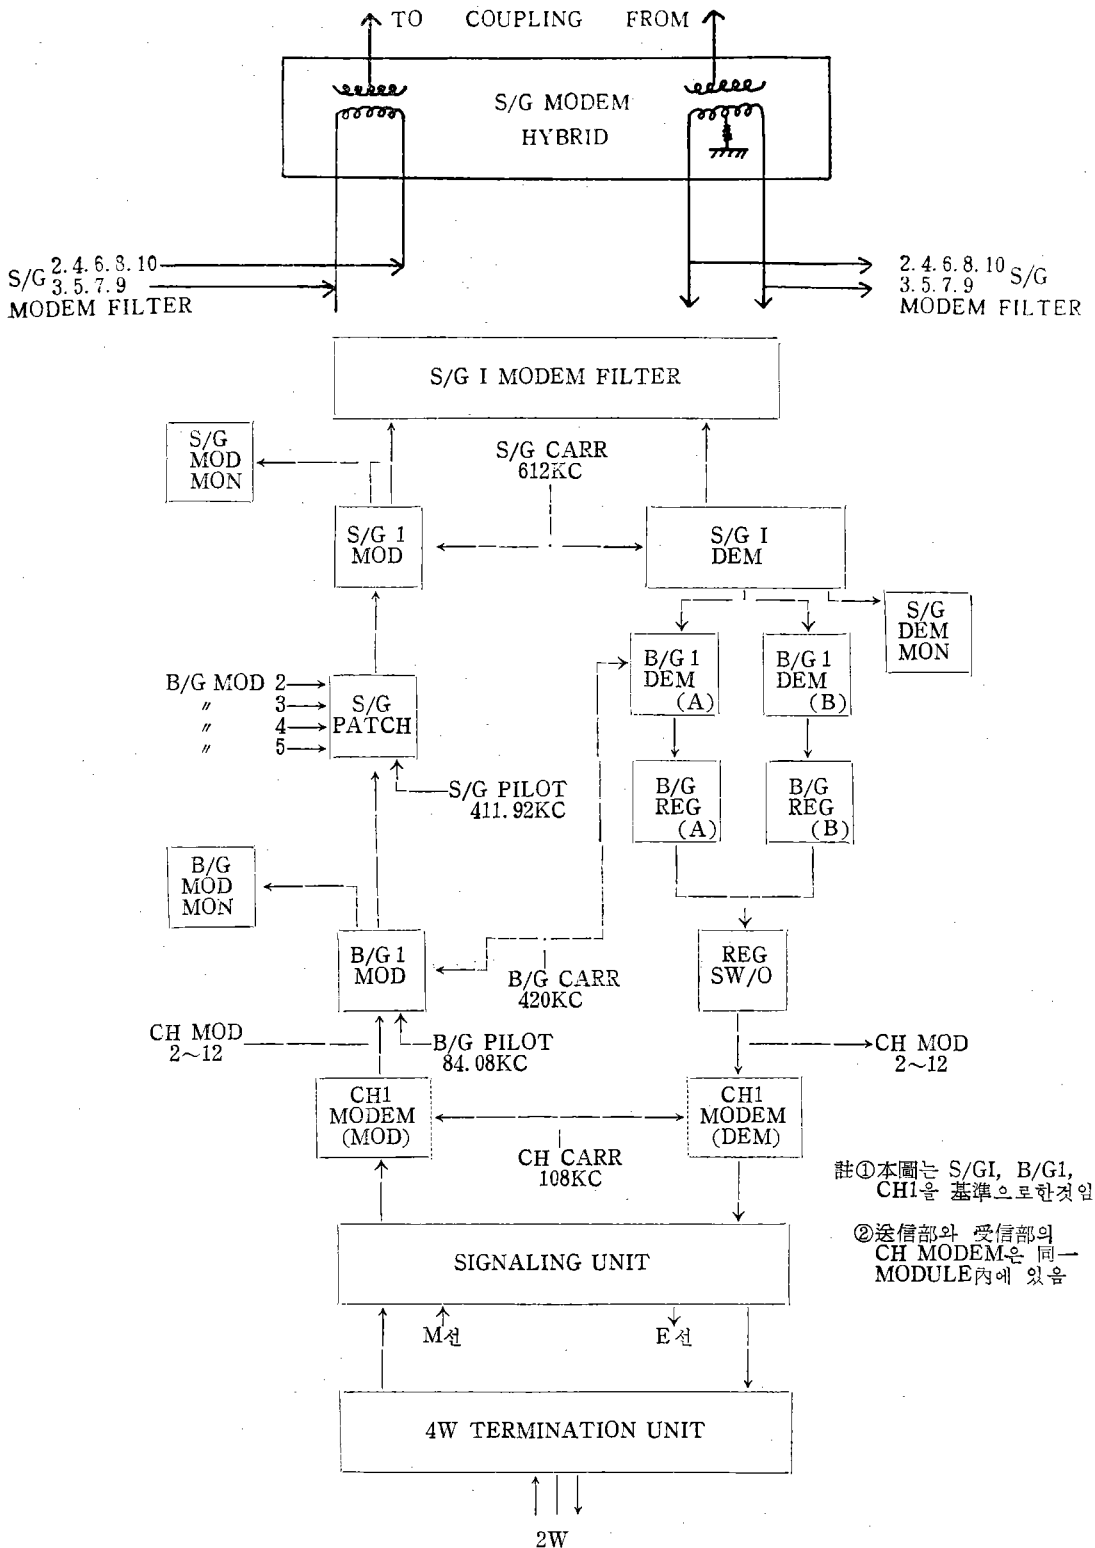 TO COUPLING FROM
S/G MODEM
HYBRID
S/G 2.4.6.8.10
3.5.7.9
MODEM FILTER
2.4.6.8.10 S/G
3.5.7.9
MODEM FILTER
S/G I MODEM FILTER
S/G
MOD
MON
S/G CARR
612KC
S/G 1
MOD
S/G I
DEM
S/G
DEM
MON
B/G 1
DEM
(A)
B/G 1
DEM
(B)
B/G MOD 2
〃 3
〃 4
〃 5
S/G
PATCH
S/G PILOT
411.92KC
B/G
REG
(A)
B/G
REG
(B)
B/G
MOD
MON
B/G 1
MOD
B/G CARR
420KC
REG
SW/O
CH MOD
2~12
B/G PILOT
84.08KC
CH MOD
2~12
CH1
MODEM
(MOD)
CH1
MODEM
(DEM)
CH CARR
108KC
註①本圖는 S/GI, B/G1,
CH1을 基準으로한것임
②送信部와 受信部의
CH MODEM은 同一
MODULE內에 있음
SIGNALING UNIT
M선
E선
4W TERMINATION UNIT
2W